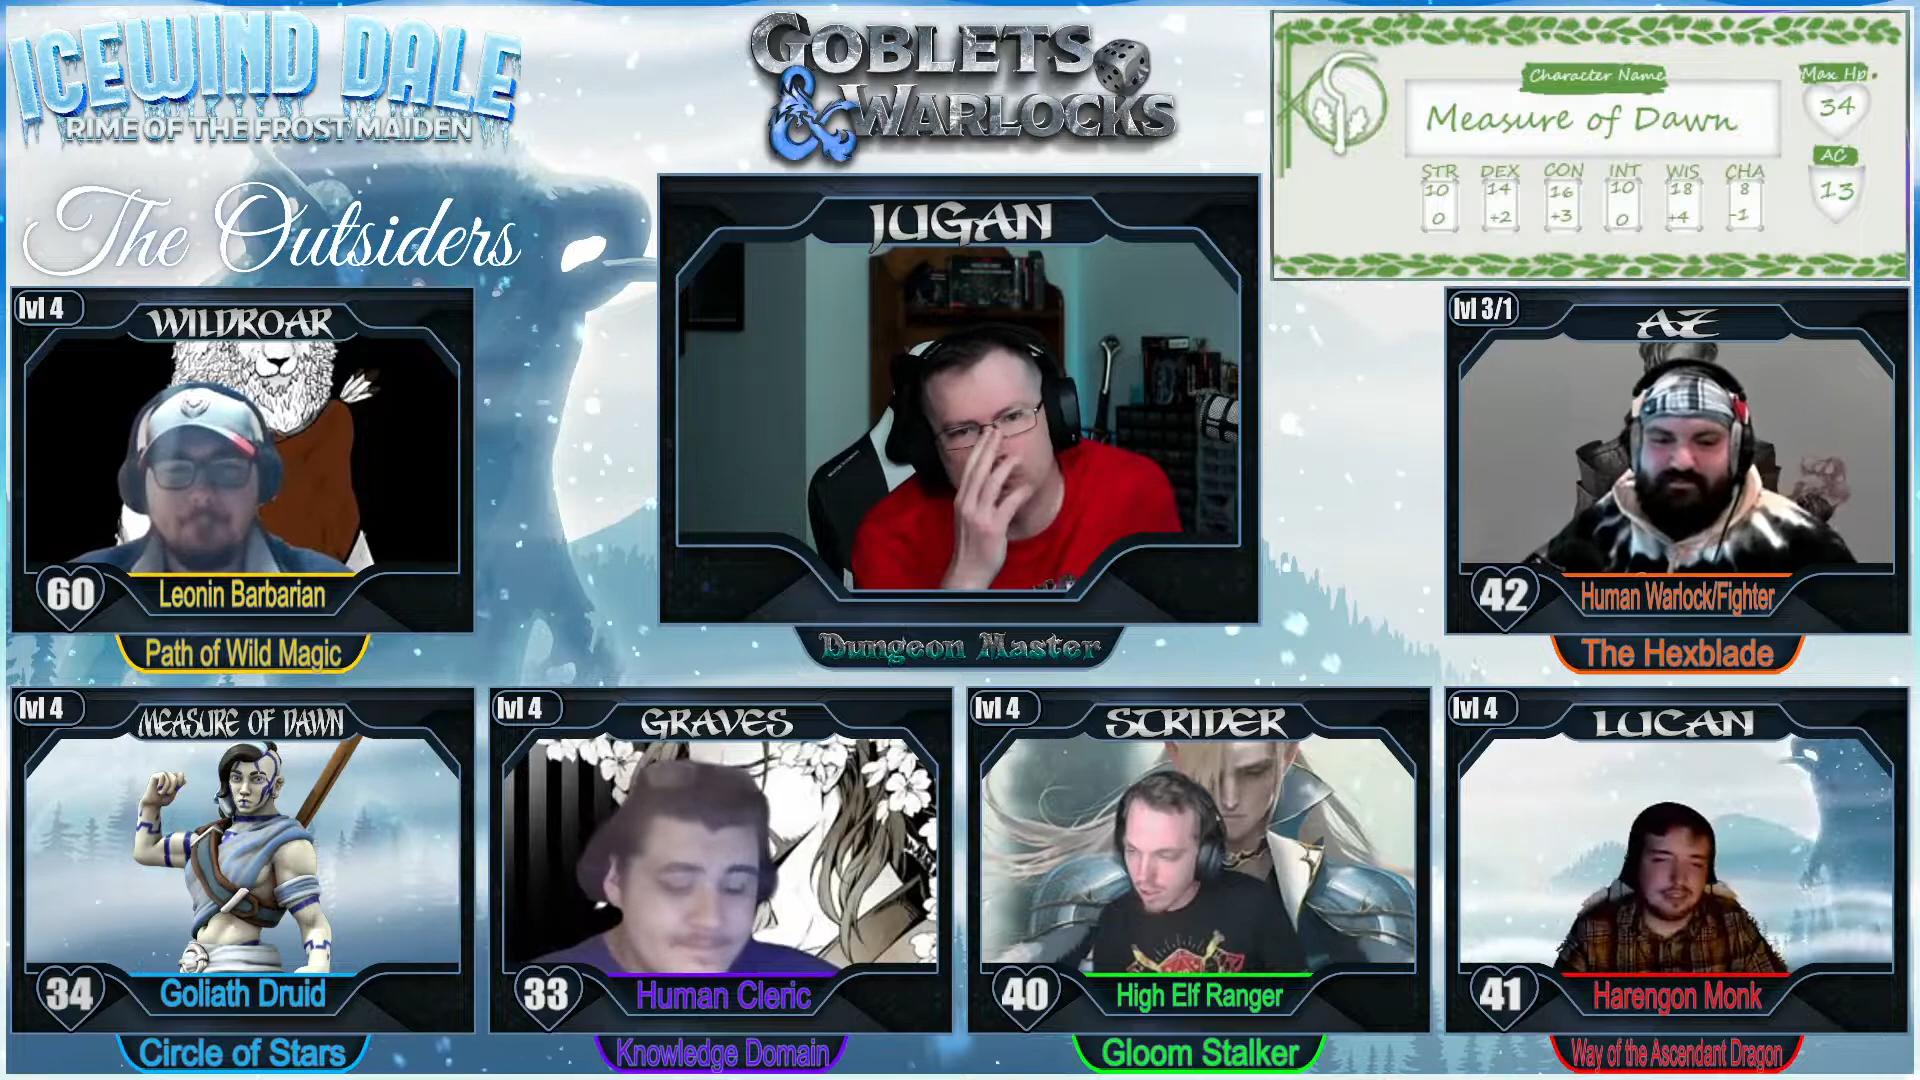 ICEWIND DALE
RIME OF THE FROSTMAIDEN
The Outsiders
GOBLETS
& WARLOCKS
Character Name
Measure of Dawn
Max Hp.
34
AC
13
STR DEX CON INT WIS CHA
10 14 16 10 18 8
0 +2 +3 0 +4 -1
JUGAN
Dungeon Master
lvl 4
WILDROAR
60
Leonin Barbarian
Path of Wild Magic
lvl 3/1
AZ
42
Human Warlock/Fighter
The Hexblade
lvl 4
MEASURE OF DAWN
34
Goliath Druid
Circle of Stars
lvl 4
GRAVES
33
Human Cleric
Knowledge Domain
lvl 4
STRIDER
40
High Elf Ranger
Gloom Stalker
lvl 4
LUCAN
41
Harengon Monk
Way of the Ascendant Dragon